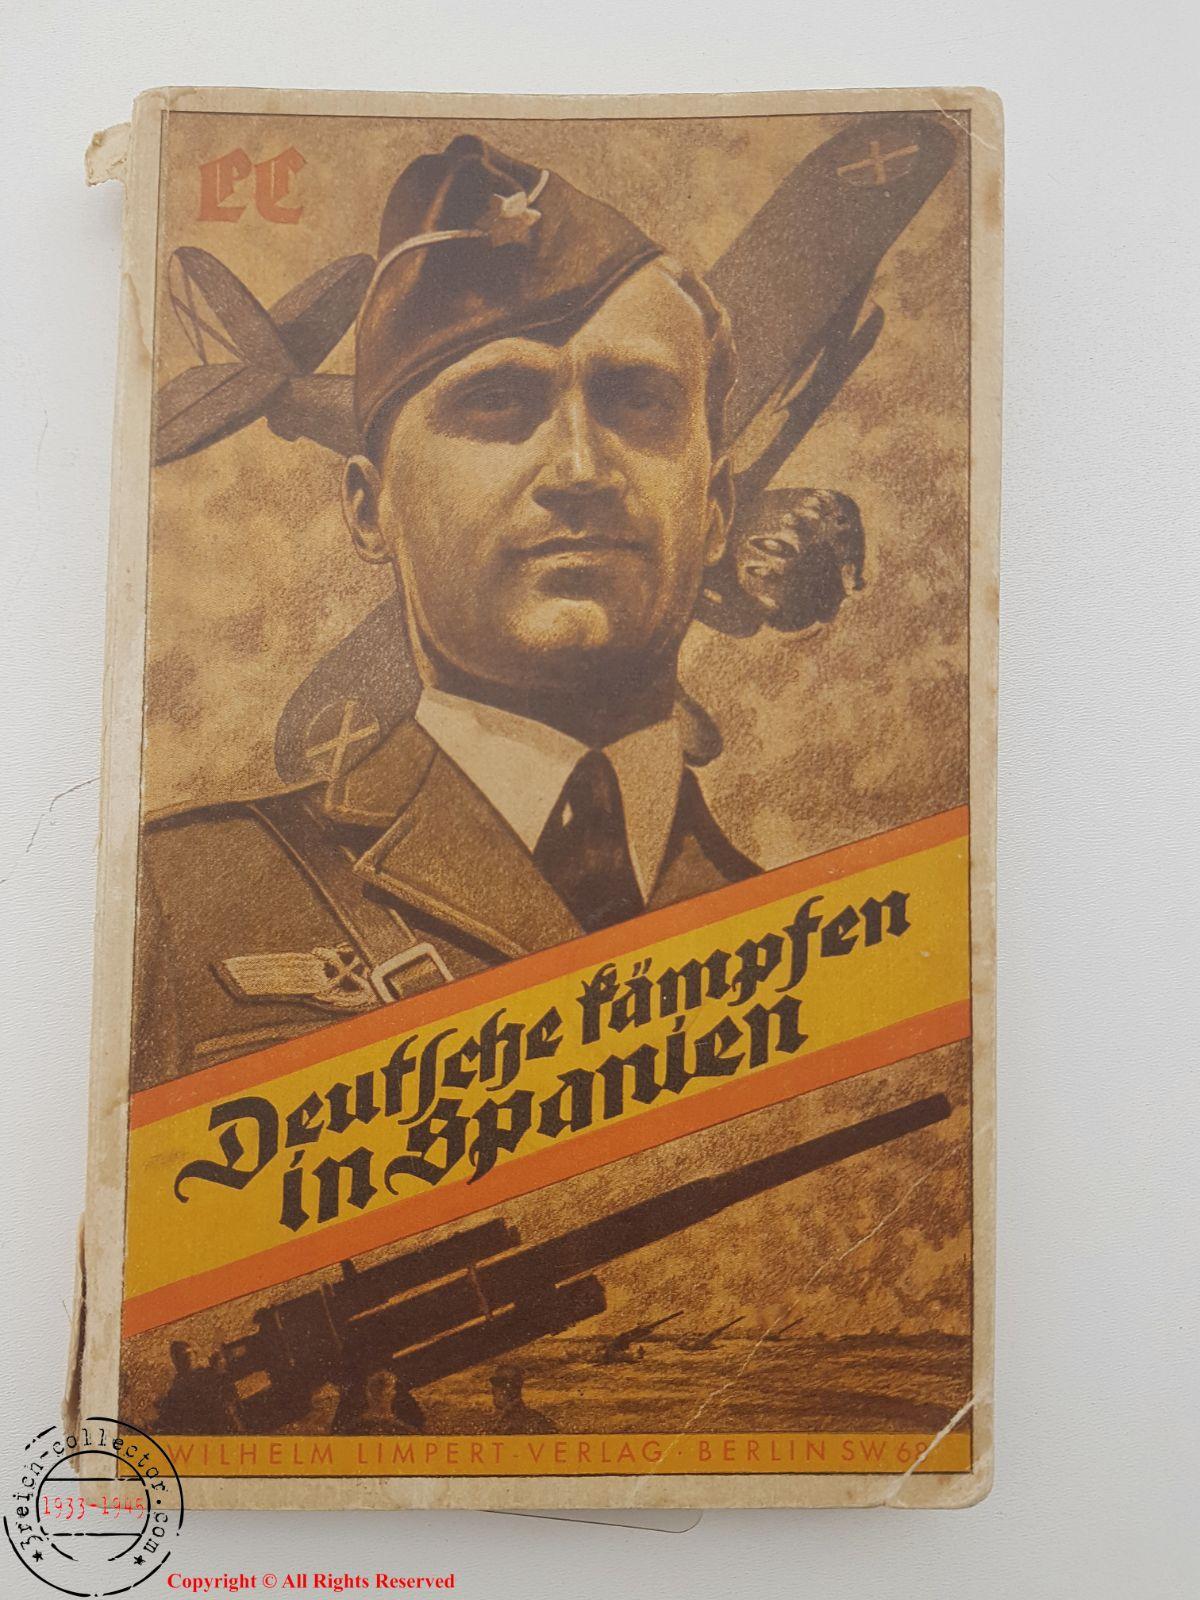 LC
Deutsche kämpfen
in Spanien
WILHELM LIMPERT-VERLAG · BERLIN SW 68
3reich-collector.com
1933-1945
Copyright © All Rights Reserved